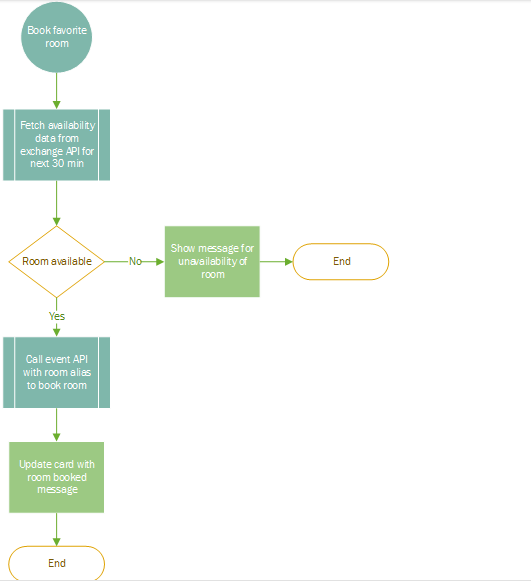 Book favorite
room
Fetch availability
data from
exchange API for
next 30 min
Room available
No
Show message for
unavailability of
room
End
Yes
Call event API
with room alias
to book room
Update card with
room booked
message
End